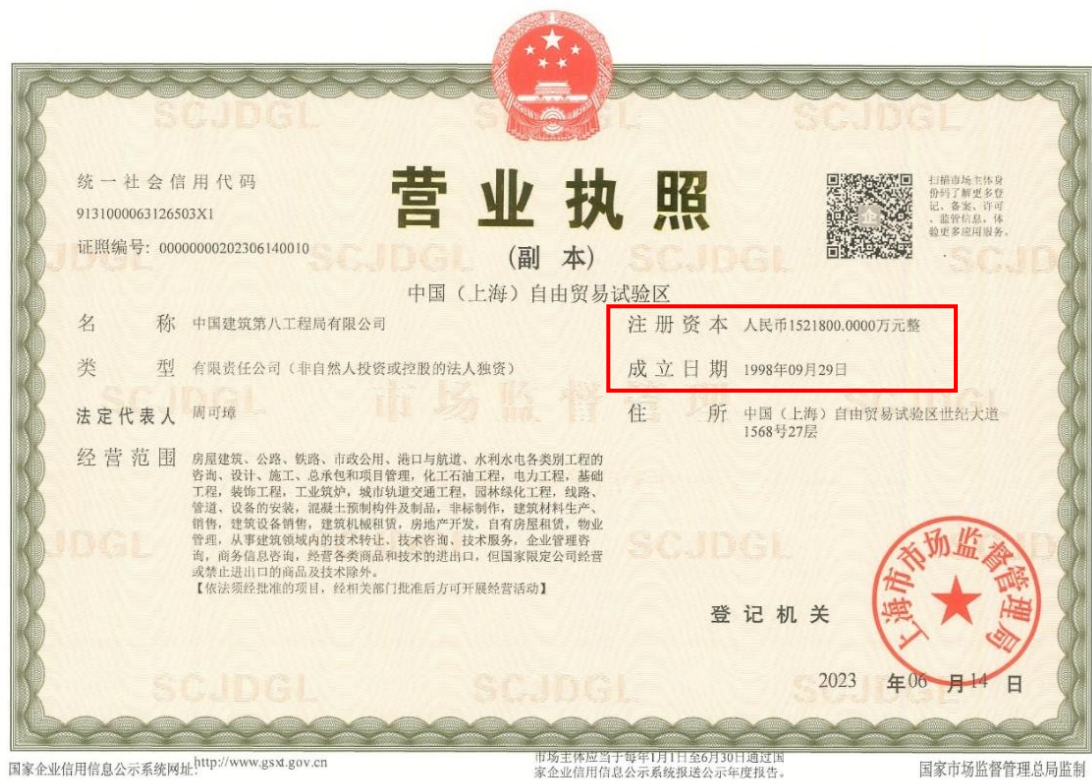 统一社会信用代码
9131000063126503X1
证照编号: 00000000202306140010
营业执照
(副 本)
中国（上海）自由贸易试验区
扫描市场主体身
份码了解更多登
记、备案、许可
、监管信息，体
验更多应用服务。
名 称 中国建筑第八工程局有限公司
类 型 有限责任公司（非自然人投资或控股的法人独资）
法定代表人 周可璋
经营范围 房屋建筑、公路、铁路、市政公用、港口与航道、水利水电各类别工程的
咨询、设计、施工、总承包和项目管理，化工石油工程，电力工程，基础
工程，装饰工程，工业筑炉，城市轨道交通工程，园林绿化工程，线路、
管道、设备的安装，混凝土预制构件及制品，非标制作，建筑材料生产、
销售，建筑设备销售，建筑机械租赁，房地产开发，自有房屋租赁，物业
管理，从事建筑领域内的技术转让、技术咨询、技术服务，企业管理咨
询，商务信息咨询，经营各类商品和技术的进出口，但国家限定公司经营
或禁止进出口的商品及技术除外。
【依法须经批准的项目，经相关部门批准后方可开展经营活动】
注册资本 人民币1521800.0000万元整
成立日期 1998年09月29日
住 所 中国（上海）自由贸易试验区世纪大道
1568号27层
登记机关
上海市市场监督管理局
2023 年06 月14 日
SCJDGL
市场监督管理
国家企业信用信息公示系统网址:http://www.gsxt.gov.cn
市场主体应当于每年1月1日至6月30日通过国
家企业信用信息公示系统报送公示年度报告。
国家市场监督管理总局监制